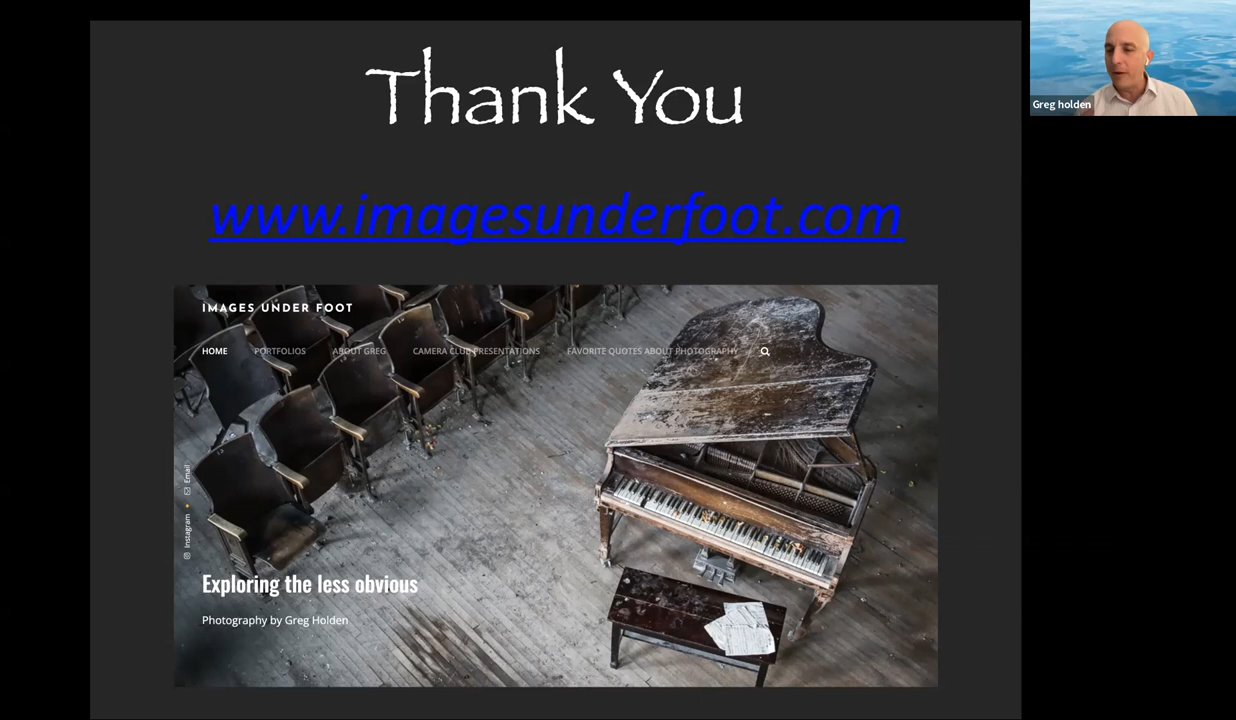 Thank You
www.imagesunderfoot.com
IMAGES UNDER FOOT
HOME PORTFOLIOS ABOUT GREG CAMERA CLUB PRESENTATIONS FAVORITE QUOTES ABOUT PHOTOGRAPHY
Email
Instagram
Exploring the less obvious
Photography by Greg Holden
Greg holden